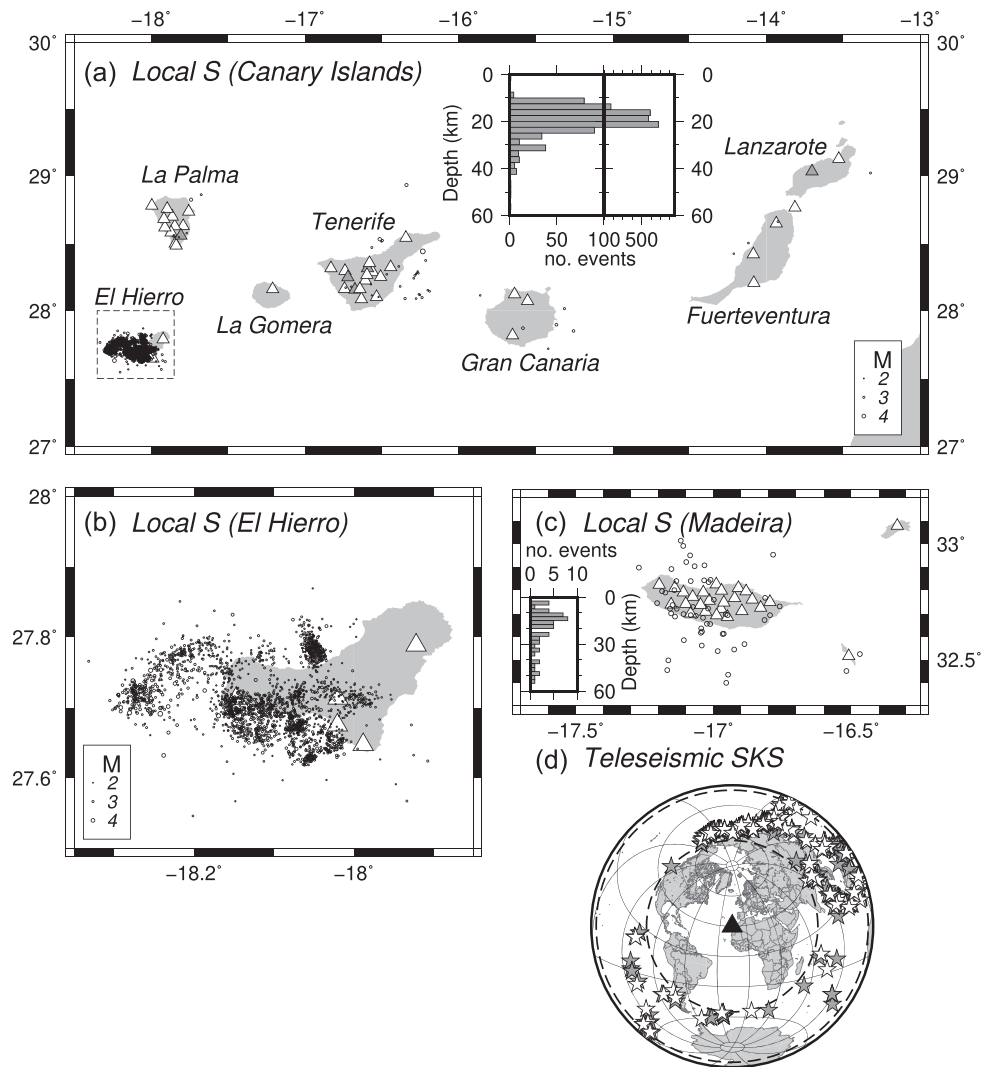 −18° −17° −16° −15° −14° −13°
30° 30°
(a) Local S (Canary Islands)
0 0
20 20
40 40
60 60
Depth (km)
0 50 100 500
no. events
Lanzarote
La Palma
29° 29°
Tenerife
El Hierro
28° 28°
La Gomera
Fuerteventura
Gran Canaria
M
2
3
4
27° 27°
28°
(b) Local S (El Hierro)
27.8°
27.6°
M
2
3
4
−18.2° −18°
(c) Local S (Madeira)
no. events
0 5 10
0
30
60
Depth (km)
33°
32.5°
−17.5° −17° −16.5°
(d) Teleseismic SKS